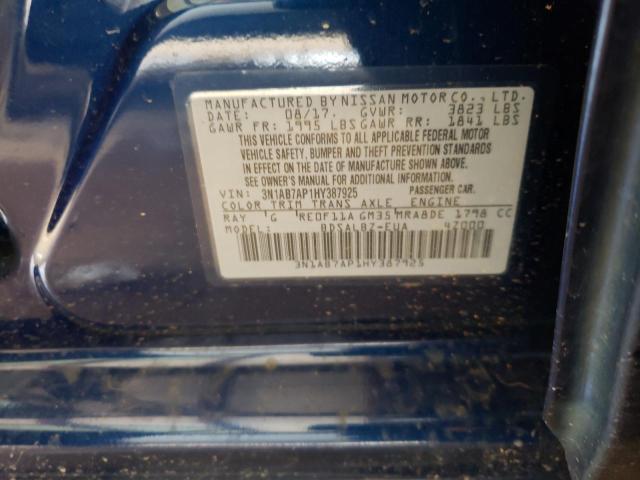 MANUFACTURED BY NISSAN MOTOR CO., LTD.
DATE: 08/17. GVWR: 3823 LBS
GAWR FR: 1995 LBS GAWR RR: 1841 LBS
THIS VEHICLE CONFORMS TO ALL APPLICABLE FEDERAL MOTOR
VEHICLE SAFETY, BUMPER AND THEFT PREVENTION STANDARDS
IN EFFECT ON THE DATE OF MANUFACTURE SHOWN ABOVE.
SEE OWNER'S MANUAL FOR ADDITIONAL INFORMATION.
VIN: 3N1AB7AP1HY387925 PASSENGER CAR.
COLOR TRIM TRANS AXLE ENGINE
RAY 'G RE0F11A GM35 MRA8DE 1798 CC
BDSALBZ-EUA 4Z000
3N1AB7AP1HY387925